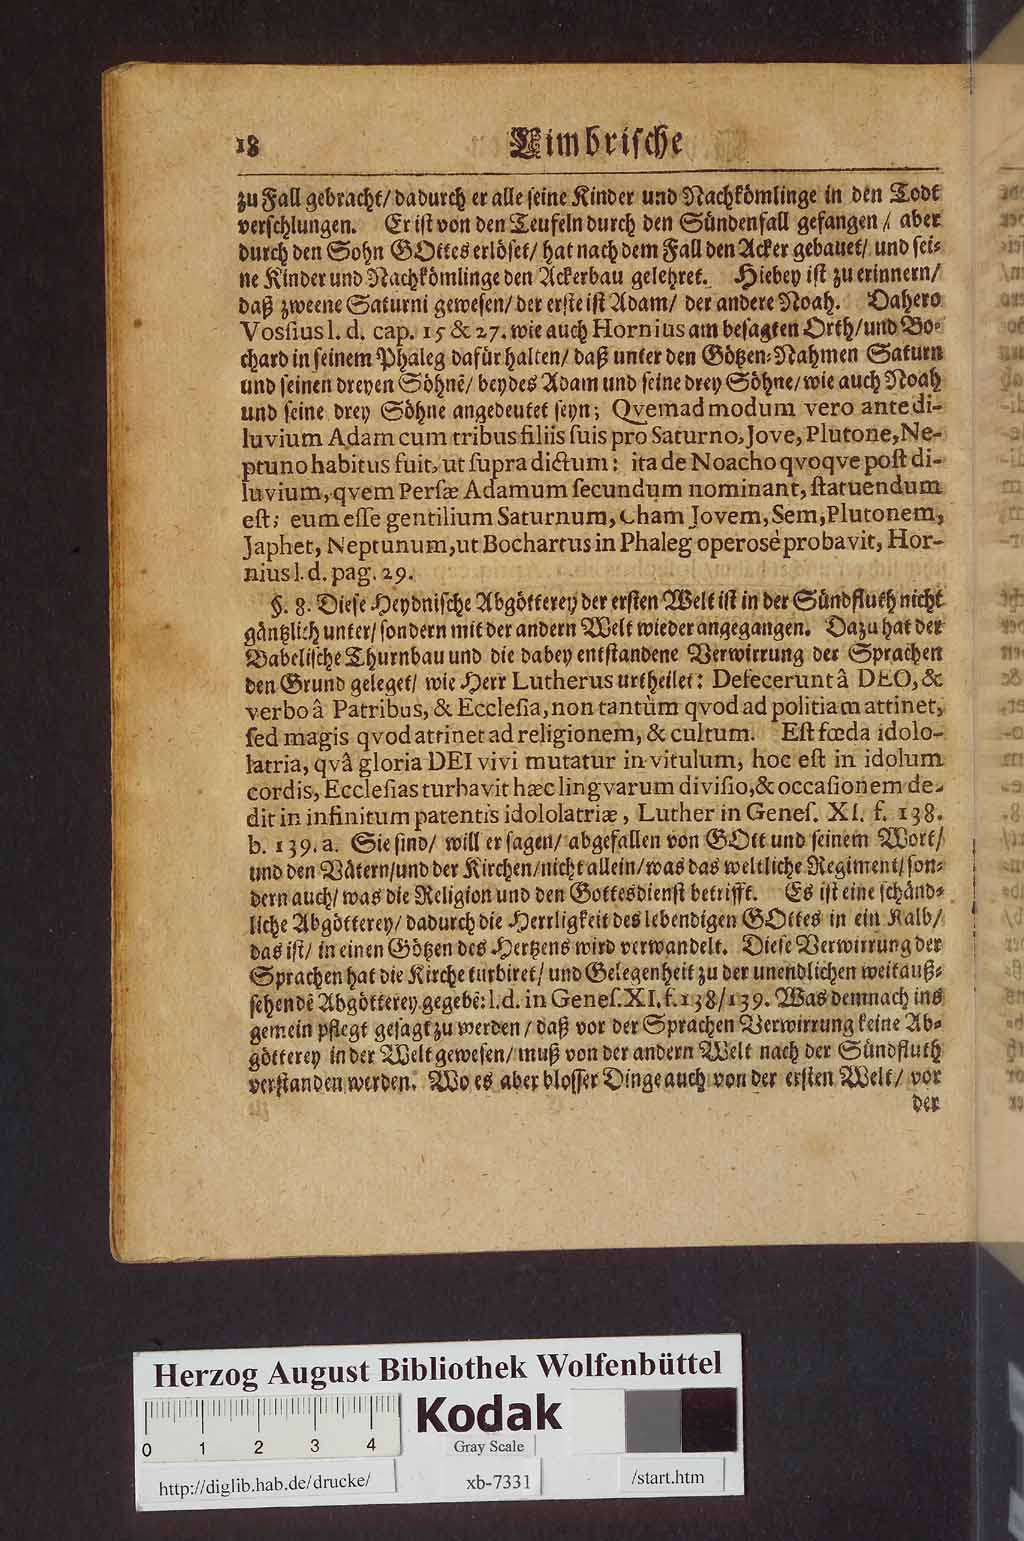 18 Cimbrische
zu Fall gebracht/ dadurch er alle seine Kinder und Nachkömlinge in den Todt
verschlungen. Er ist von den Teufeln durch den Sündenfall gefangen/ aber
durch den Sohn GOttes erlöset/ hat nach dem Fall den Acker gebauet/ und sei-
ne Kinder und Nachkömlinge den Ackerbau gelehret. Hiebey ist zu erinnern/
daß zweene Saturni gewesen/ der erste ist Adam/ der andere Noah. Dahero
Vossius l. d. cap. 15 & 27. wie auch Hornius am besagten Orth/ und Bo-
chard in seinem Phaleg dafür halten/ daß unter den Götzen-Nahmen Saturn
und seinen dreyen Söhnẽ/ beydes Adam und seine drey Söhne/ wie auch Noah
und seine drey Söhne angedeutet seyn; Qvemadmodum vero antedi-
luvium Adam cum tribus filiis suis pro Saturno, Jove, Plutone, Ne-
ptuno habitus fuit, ut supra dictum: ita de Noacho qvoqve post di-
luvium, qvem Persæ Adamum secundum nominant, statuendum
est; eum esse gentilium Saturnum, Cham Jovem, Sem, Plutonem,
Japhet, Neptunum, ut Bochartus in Phaleg operosè probavit, Hor-
nius l. d. pag. 29.
§. 8. Diese Heydnische Abgötterey der ersten Welt ist in der Sündfluth nicht
gäntzlich unter/ sondern mit der andern Welt wieder angegangen. Dazu hat der
Babelische Thurnbau und die dabey entstandene Verwirrung der Sprachen
den Grund geleget/ wie Herr Lutherus urtheilet: Defecerunt â DEO, &
verbo â Patribus, & Ecclesia, non tantùm qvod ad politiam attinet,
sed magis qvod attinet ad religionem, & cultum. Est fœda idolo-
latria, qvâ gloria DEI vivi mutatur in vitulum, hoc est in idolum
cordis, Ecclesias turbavit hæc lingvarum divisio, & occasionem de-
dit in infinitum patentis idololatriæ, Luther in Genes. XI. f. 138.
b. 139. a. Sie sind/ will er sagen/ abgefallen von GOtt und seinem Wort/
und den Vätern/ und der Kirchen/ nicht allein/ was das weltliche Regiment/ son-
dern auch/ was die Religion und den Gottesdienst betrifft. Es ist eine schänd-
liche Abgötterey/ dadurch die Herrligkeit des lebendigen GOttes in ein Kalb/
das ist/ in einen Götzen des Hertzens wird verwandelt. Diese Verwirrung der
Sprachen hat die Kirche turbiret/ und Gelegenheit zu der unendlichen weitauß-
sehendẽ Abgötterey gegebẽ: l. d. in Genes. XI. f. 138/139. Was demnach ins
gemein pflegt gesagt zu werden/ daß vor der Sprachen Verwirrung keine Ab-
götterey in der Welt gewesen/ muß von der andern Welt nach der Sündfluth
verstanden werden. Wo es aber blosser Dinge auch von der ersten Welt/ vor
der
Herzog August Bibliothek Wolfenbüttel
0 1 2 3 4 Kodak
Gray Scale
http://diglib.hab.de/drucke/ xb-7331 /start.htm